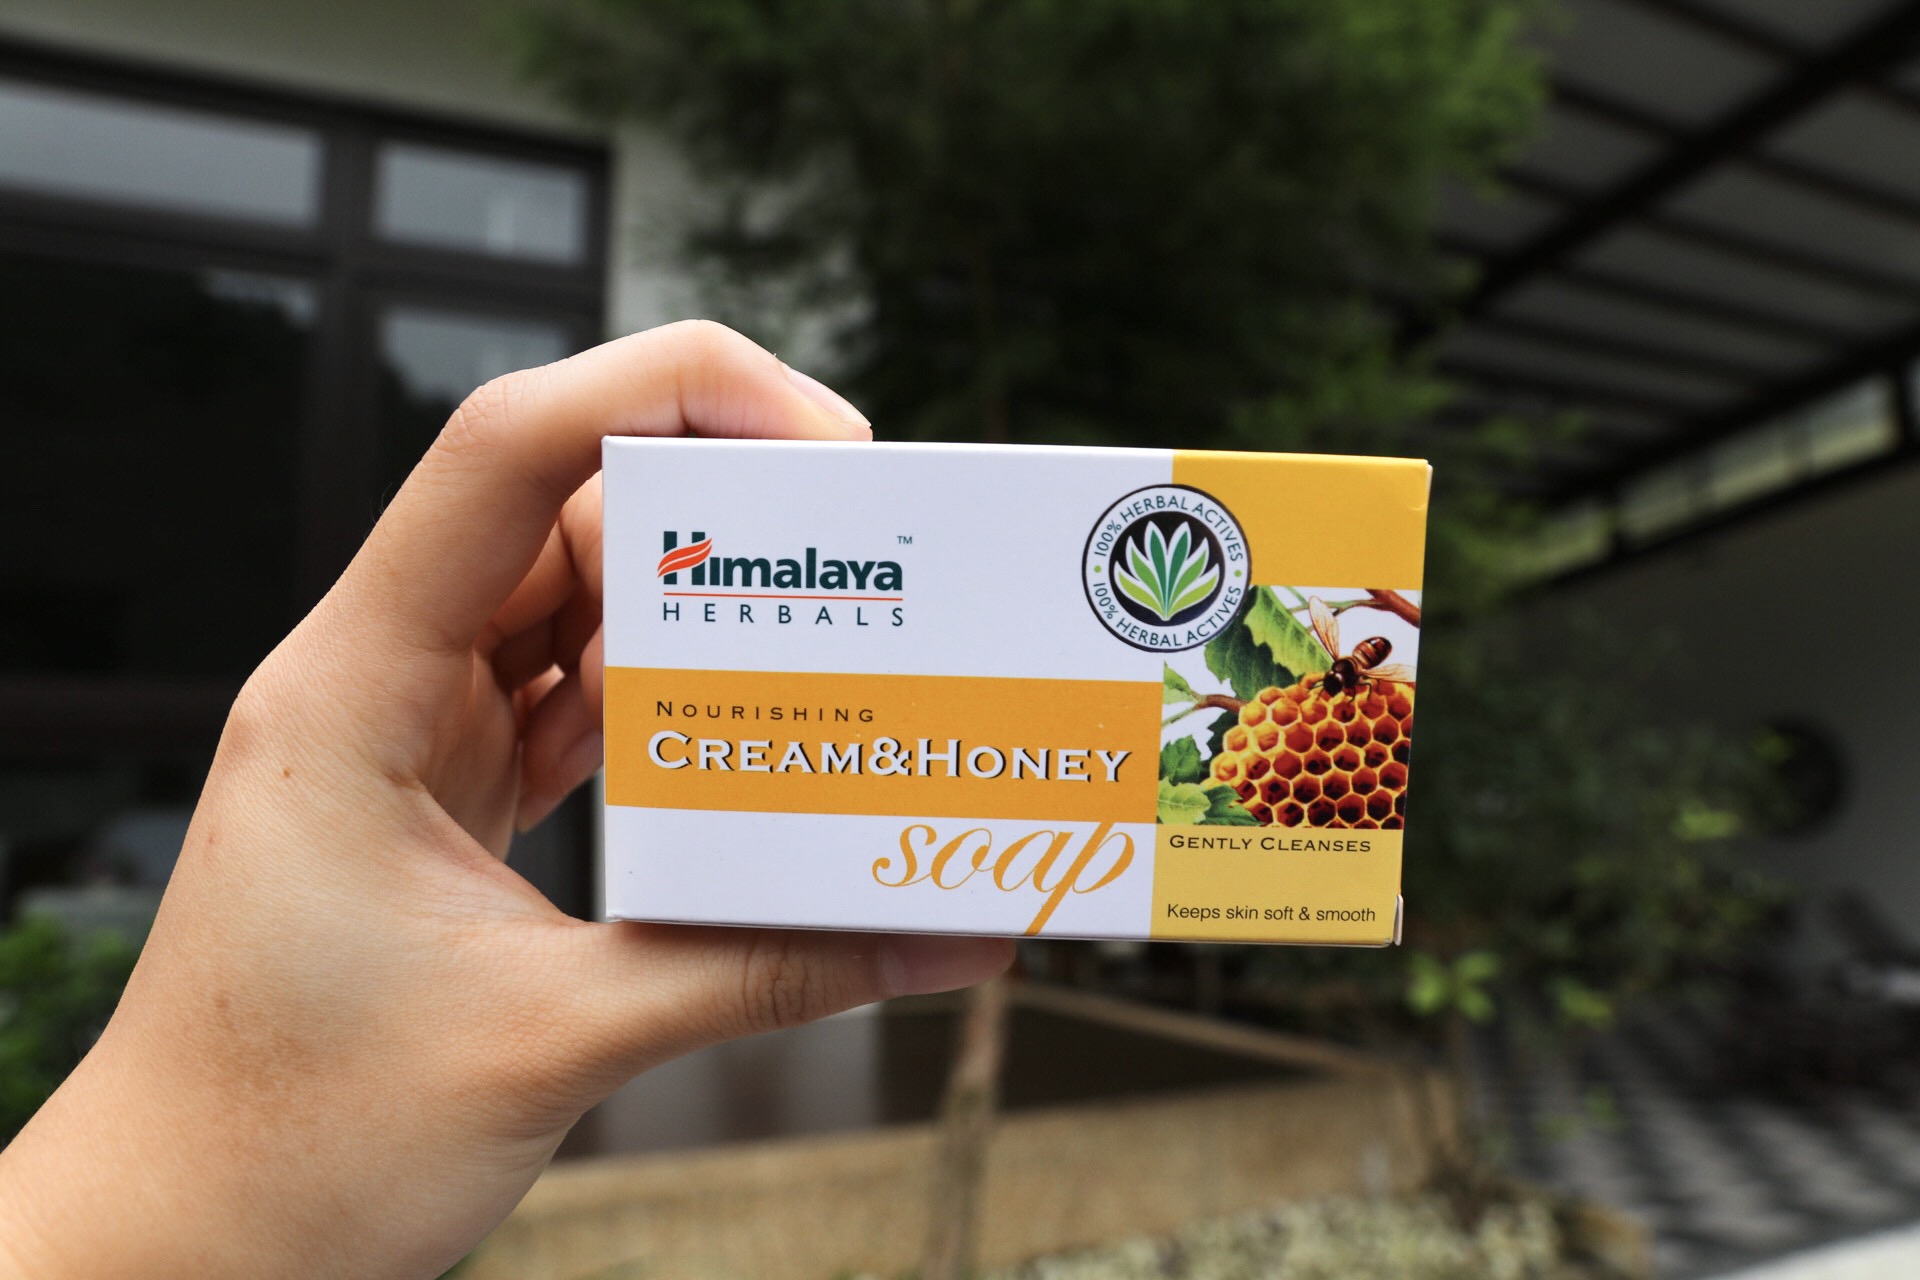 Himalaya™
HERBALS
100% HERBAL ACTIVES
100% HERBAL ACTIVES
NOURISHING
CREAM&HONEY
soap
GENTLY CLEANSES
Keeps skin soft & smooth